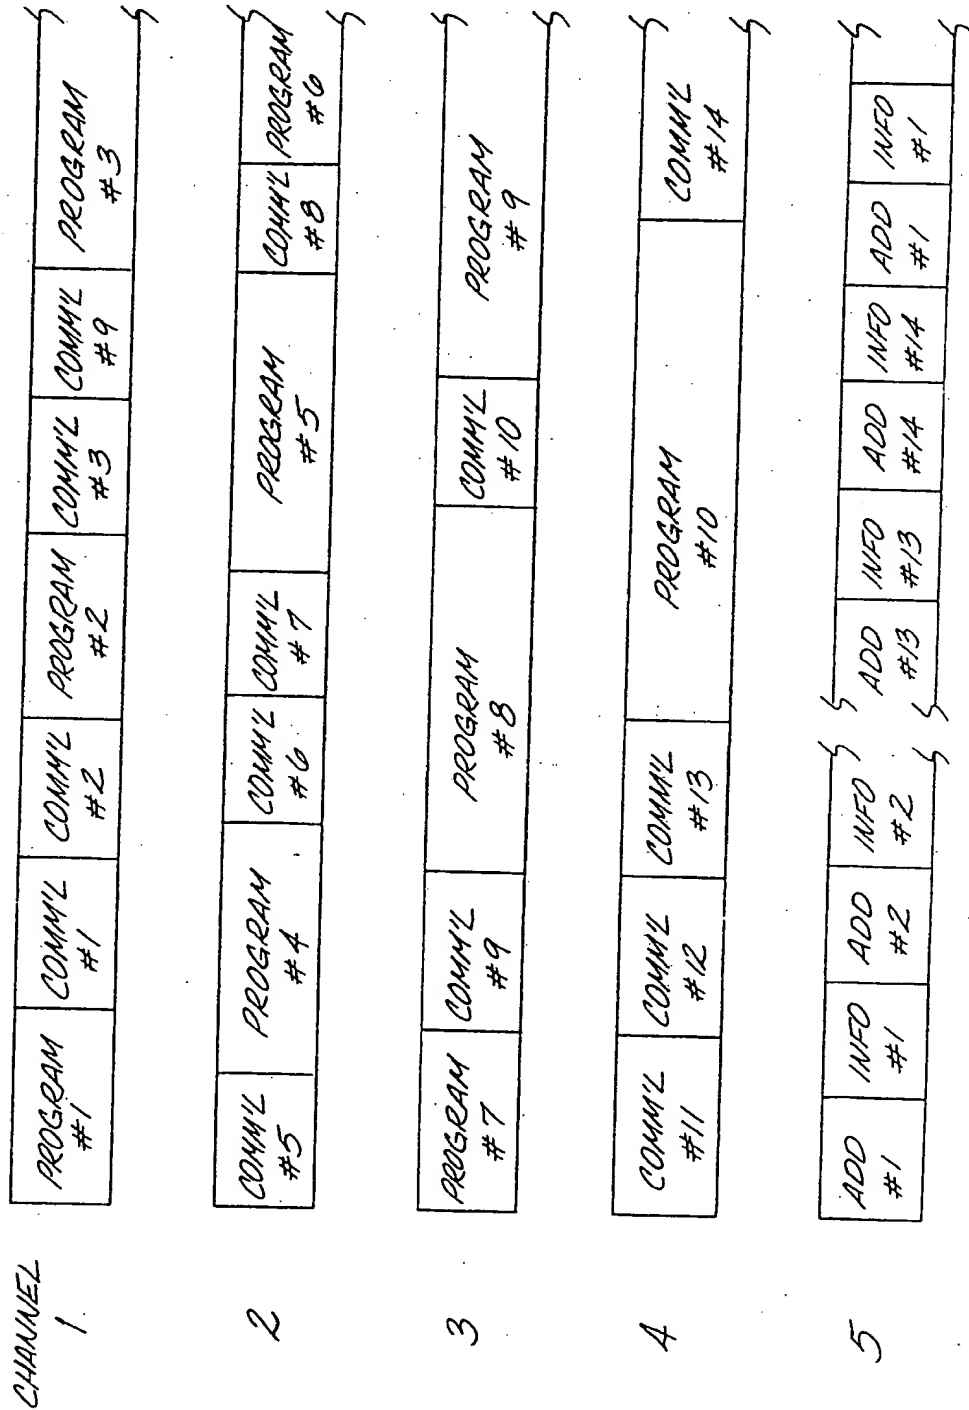 CHANNEL
1
PROGRAM
#1
COMM'L
#1
COMM'L
#2
PROGRAM
#2
COMM'L
#3
COMM'L
#9
PROGRAM
#3
2
COMM'L
#5
PROGRAM
#4
COMM'L
#6
COMM'L
#7
PROGRAM
#5
COMM'L
#8
PROGRAM
#6
3
PROGRAM
#7
COMM'L
#9
PROGRAM
#8
COMM'L
#10
PROGRAM
#9
4
COMM'L
#11
COMM'L
#12
COMM'L
#13
PROGRAM
#10
COMM'L
#14
5
ADD
#1
INFO
#1
ADD
#2
INFO
#2
ADD
#13
INFO
#13
ADD
#14
INFO
#14
ADD
#1
INFO
#1